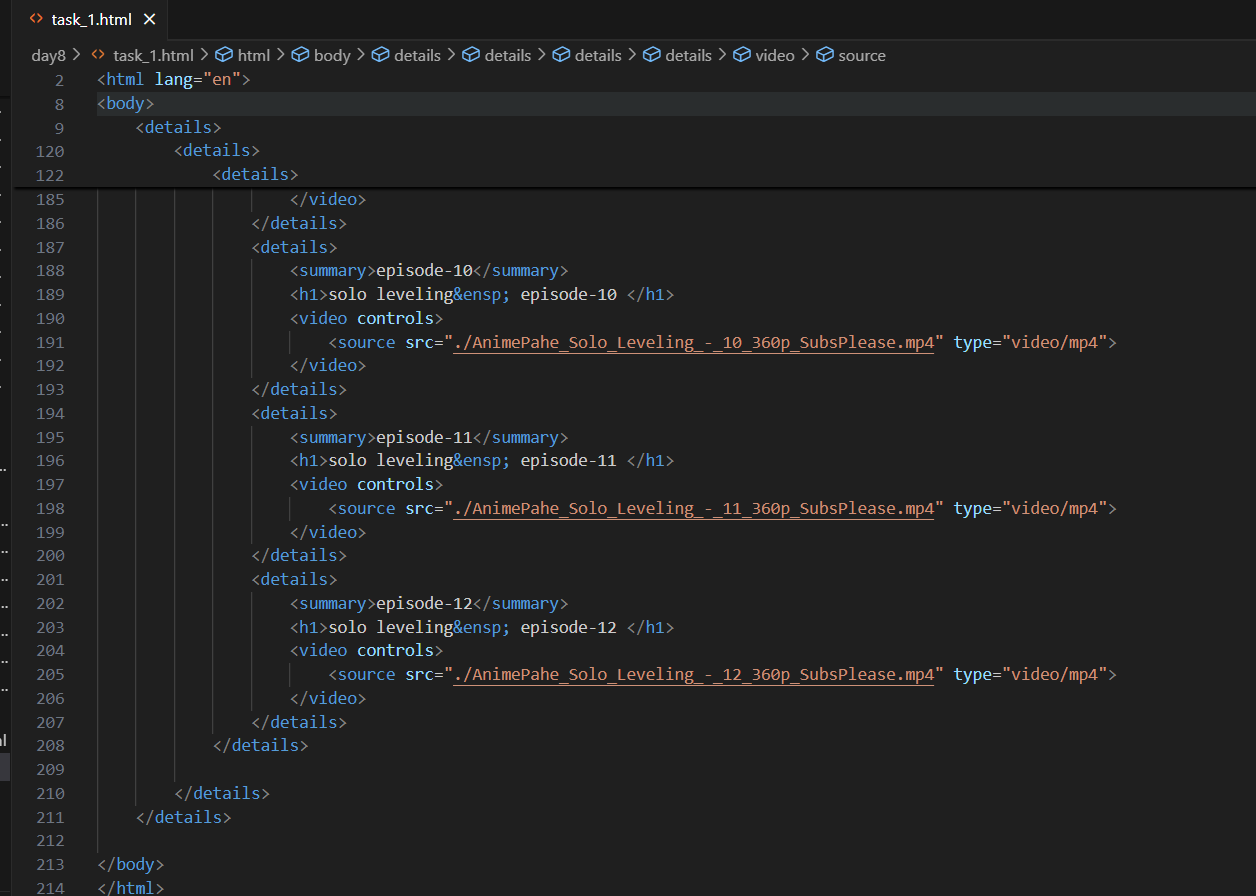 task_1.html
day8 > task_1.html > html > body > details > details > details > details > video > source
2 <html lang="en">
8 <body>
9 <details>
120 <details>
122 <details>
185 </video>
186 </details>
187 <details>
188 <summary>episode-10</summary>
189 <h1>solo leveling&ensp; episode-10 </h1>
190 <video controls>
191 <source src="./AnimePahe_Solo_Leveling_-_10_360p_SubsPlease.mp4" type="video/mp4">
192 </video>
193 </details>
194 <details>
195 <summary>episode-11</summary>
196 <h1>solo leveling&ensp; episode-11 </h1>
197 <video controls>
198 <source src="./AnimePahe_Solo_Leveling_-_11_360p_SubsPlease.mp4" type="video/mp4">
199 </video>
200 </details>
201 <details>
202 <summary>episode-12</summary>
203 <h1>solo leveling&ensp; episode-12 </h1>
204 <video controls>
205 <source src="./AnimePahe_Solo_Leveling_-_12_360p_SubsPlease.mp4" type="video/mp4">
206 </video>
207 </details>
208 </details>
209
210 </details>
211 </details>
212
213 </body>
214 </html>